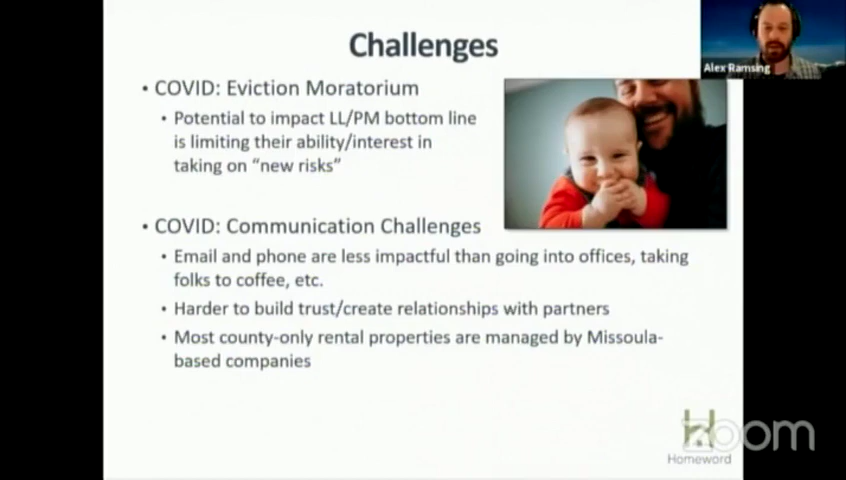 Challenges
Alex Ramsing
• COVID: Eviction Moratorium
• Potential to impact LL/PM bottom line
is limiting their ability/interest in
taking on “new risks”
• COVID: Communication Challenges
• Email and phone are less impactful than going into offices, taking
folks to coffee, etc.
• Harder to build trust/create relationships with partners
• Most county-only rental properties are managed by Missoula-
based companies
zoom
Homeword